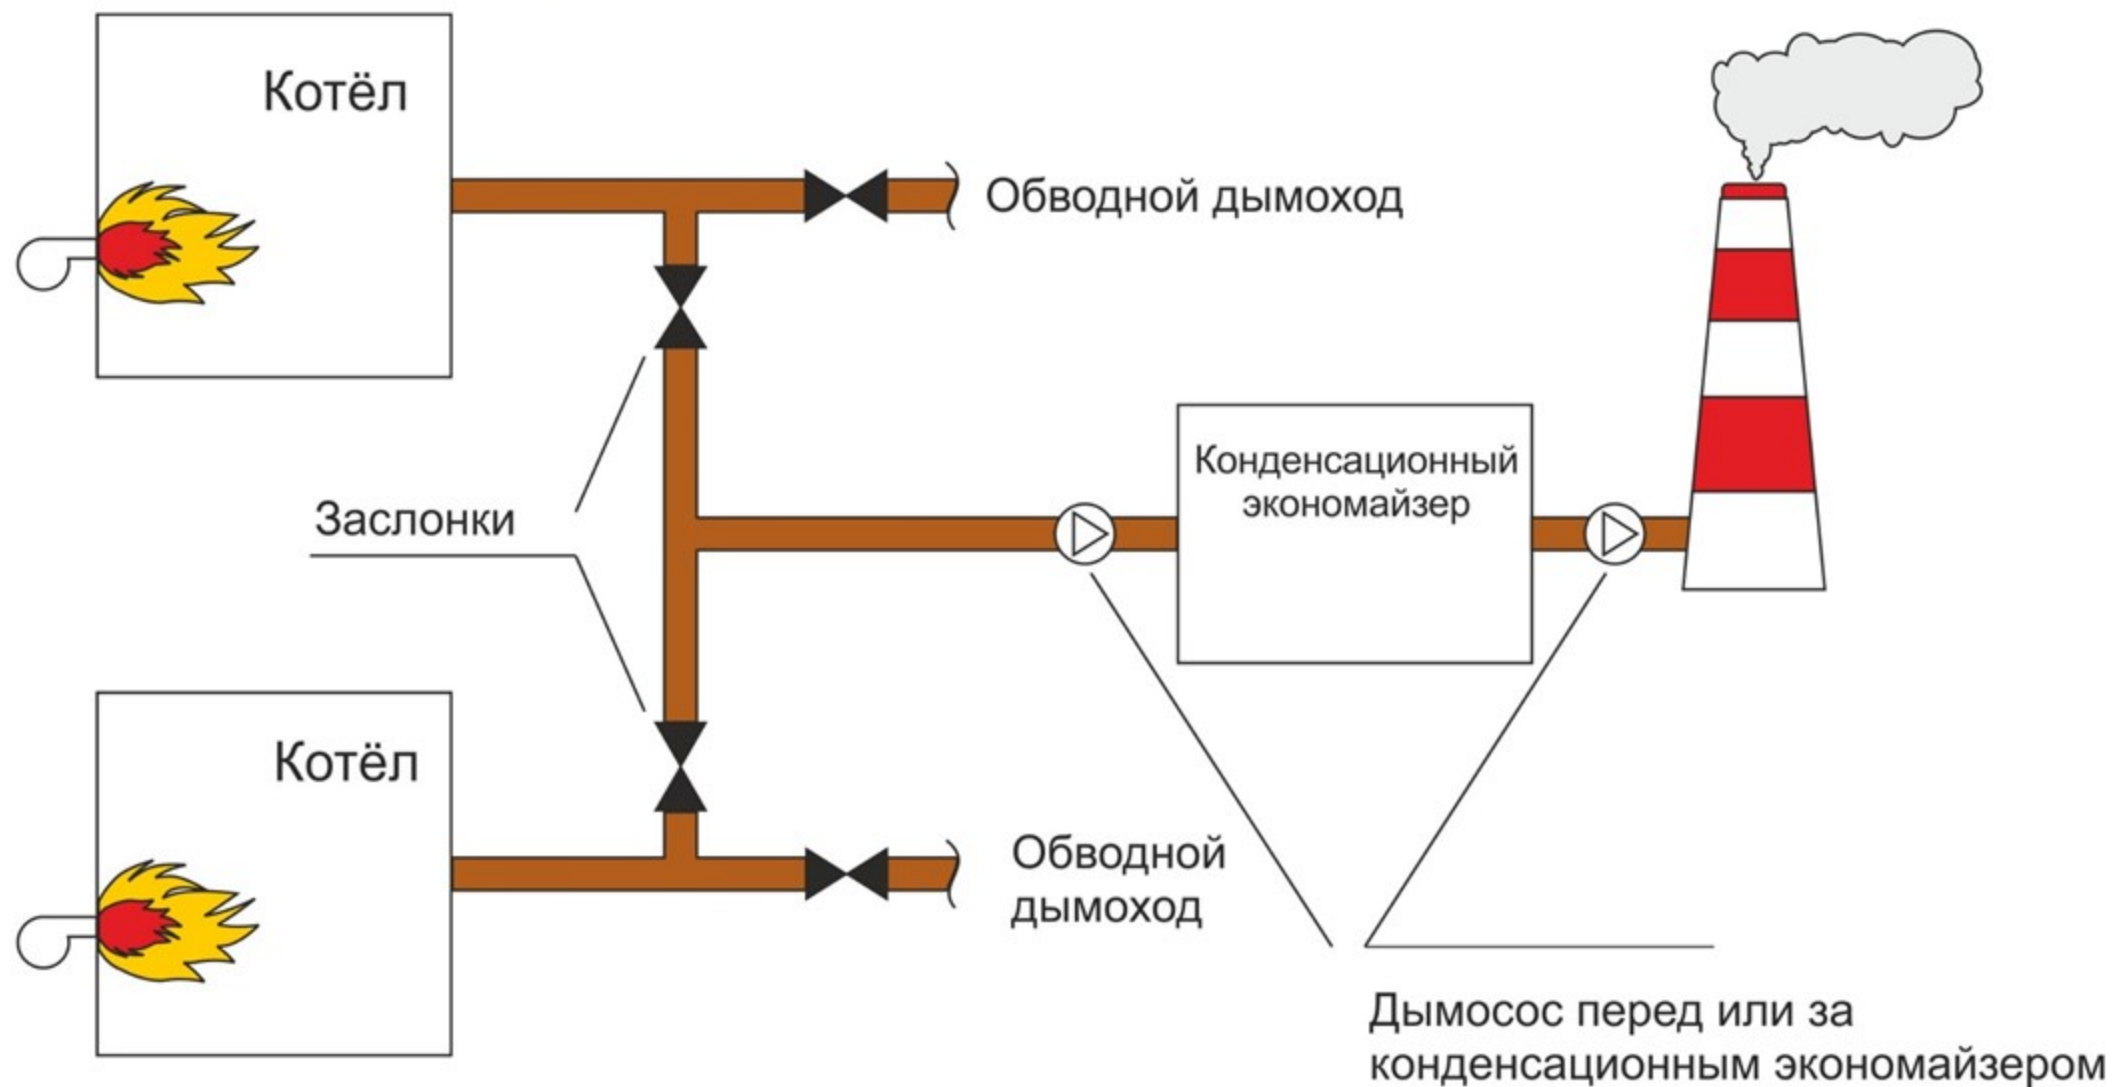 Котёл
Обводной дымоход
Конденсационный
экономайзер
Заслонки
Котёл
Обводной
дымоход
Дымосос перед или за
конденсационным экономайзером